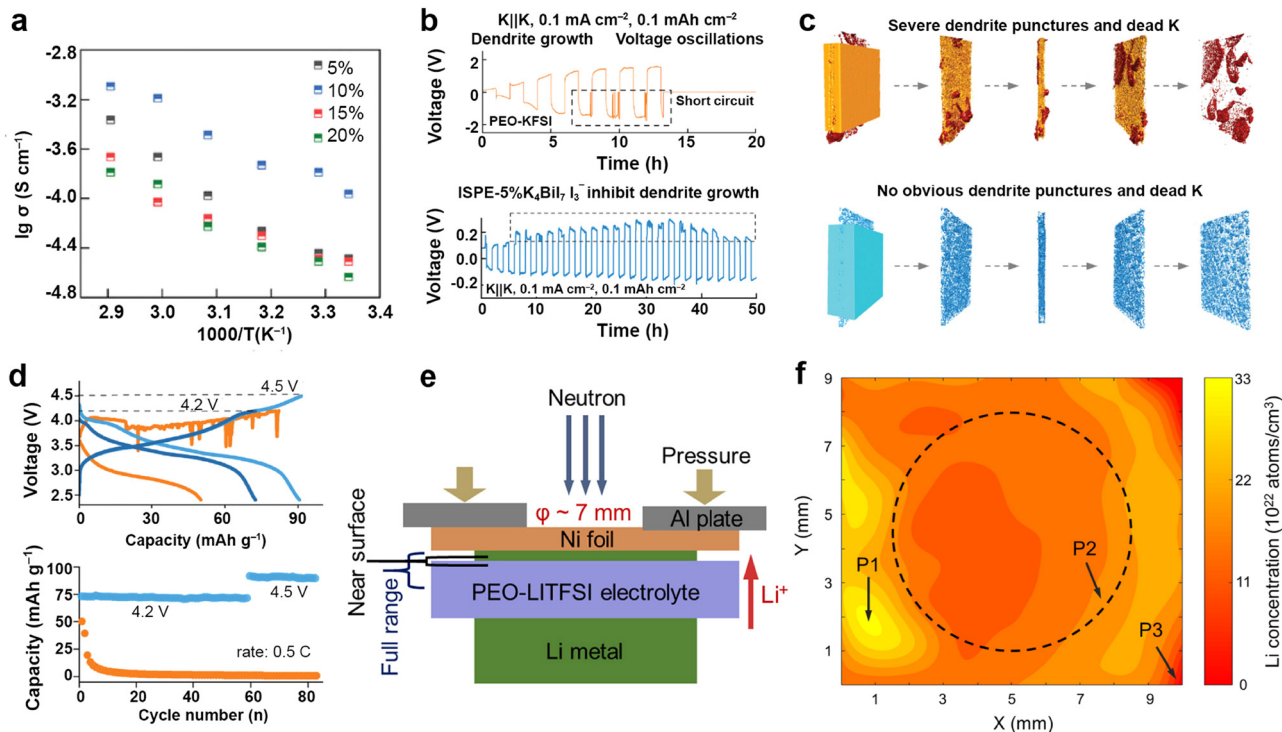 a
-2.8
-3.2
-3.6
-4.0
-4.4
-4.8
lg σ (S cm⁻¹)
5%
10%
15%
20%
2.9 3.0 3.1 3.2 3.3 3.4
1000/T(K⁻¹)
b
K||K, 0.1 mA cm⁻², 0.1 mAh cm⁻²
Dendrite growth Voltage oscillations
2
0
-2
Voltage (V)
Short circuit
PEO-KFSI
0 5 10 15 20
Time (h)
ISPE-5%K₄BiI₇ I₃⁻ inhibit dendrite growth
0.2
0.0
-0.2
Voltage (V)
K||K, 0.1 mA cm⁻², 0.1 mAh cm⁻²
0 10 20 30 40 50
Time (h)
c
Severe dendrite punctures and dead K
No obvious dendrite punctures and dead K
d
4.5 V
4.2 V
4.5
4.0
3.5
3.0
2.5
Voltage (V)
0 30 60 90
Capacity (mAh g⁻¹)
100
75
50
25
0
Capacity (mAh g⁻¹)
4.2 V
4.5 V
rate: 0.5 C
0 20 40 60 80
Cycle number (n)
e
Neutron
Pressure
φ ~ 7 mm
Al plate
Ni foil
Near surface
Full range
PEO-LITFSI electrolyte
Li⁺
Li metal
f
9
7
5
3
1
Y (mm)
P1
P2
P3
1 3 5 7 9
X (mm)
33
22
11
0
Li concentration (10²² atoms/cm³)